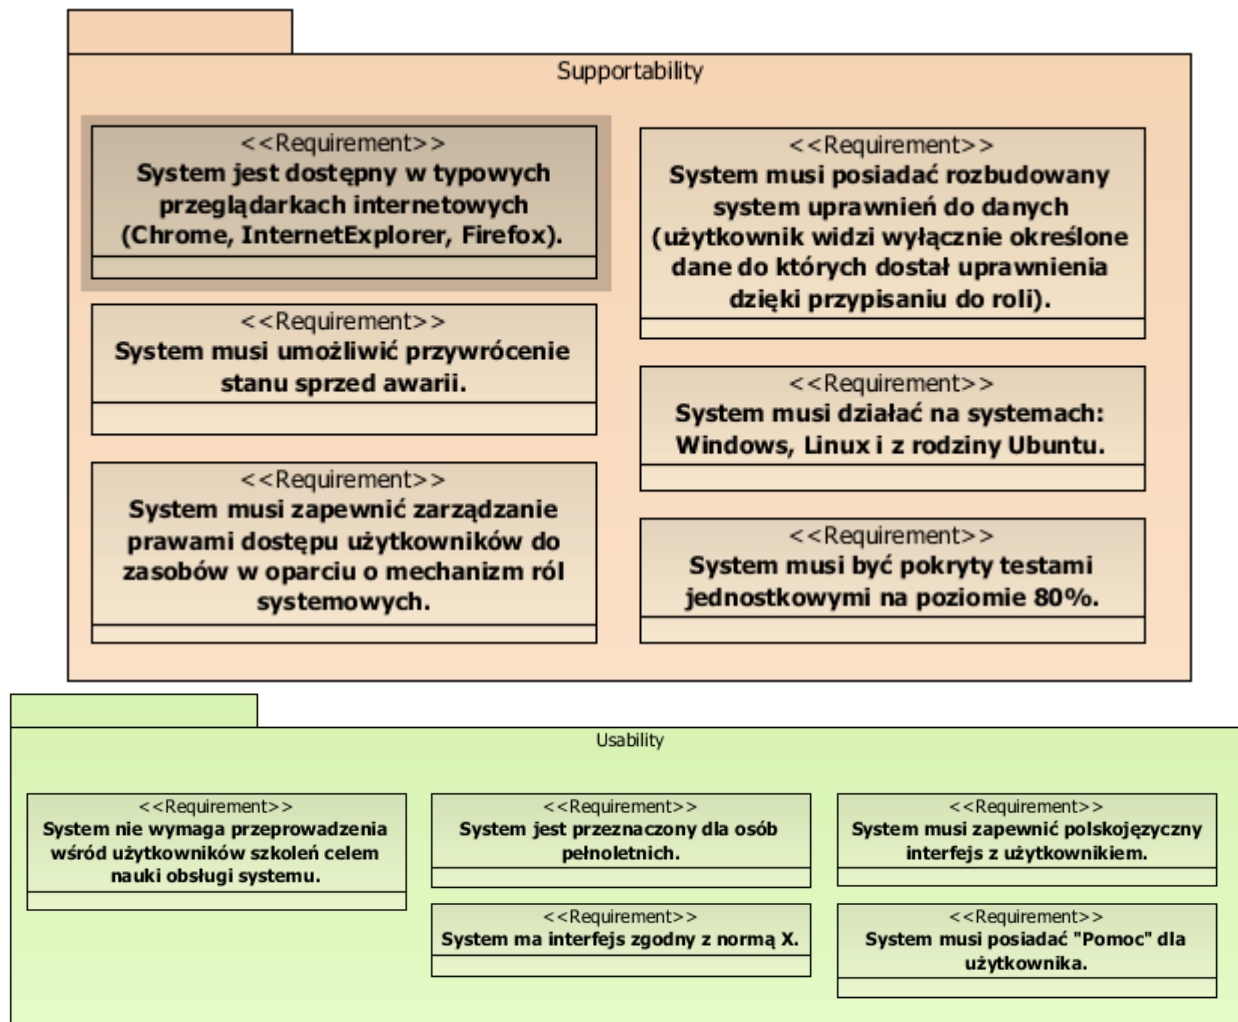 Supportability
<<Requirement>>
System jest dostępny w typowych
przeglądarkach internetowych
(Chrome, InternetExplorer, Firefox).
<<Requirement>>
System musi umożliwić przywrócenie
stanu sprzed awarii.
<<Requirement>>
System musi zapewnić zarządzanie
prawami dostępu użytkowników do
zasobów w oparciu o mechanizm ról
systemowych.
<<Requirement>>
System musi posiadać rozbudowany
system uprawnień do danych
(użytkownik widzi wyłącznie określone
dane do których dostał uprawnienia
dzięki przypisaniu do roli).
<<Requirement>>
System musi działać na systemach:
Windows, Linux i z rodziny Ubuntu.
<<Requirement>>
System musi być pokryty testami
jednostkowymi na poziomie 80%.
Usability
<<Requirement>>
System nie wymaga przeprowadzenia
wśród użytkowników szkoleń celem
nauki obsługi systemu.
<<Requirement>>
System jest przeznaczony dla osób
pełnoletnich.
<<Requirement>>
System ma interfejs zgodny z normą X.
<<Requirement>>
System musi zapewnić polskojęzyczny
interfejs z użytkownikiem.
<<Requirement>>
System musi posiadać "Pomoc" dla
użytkownika.